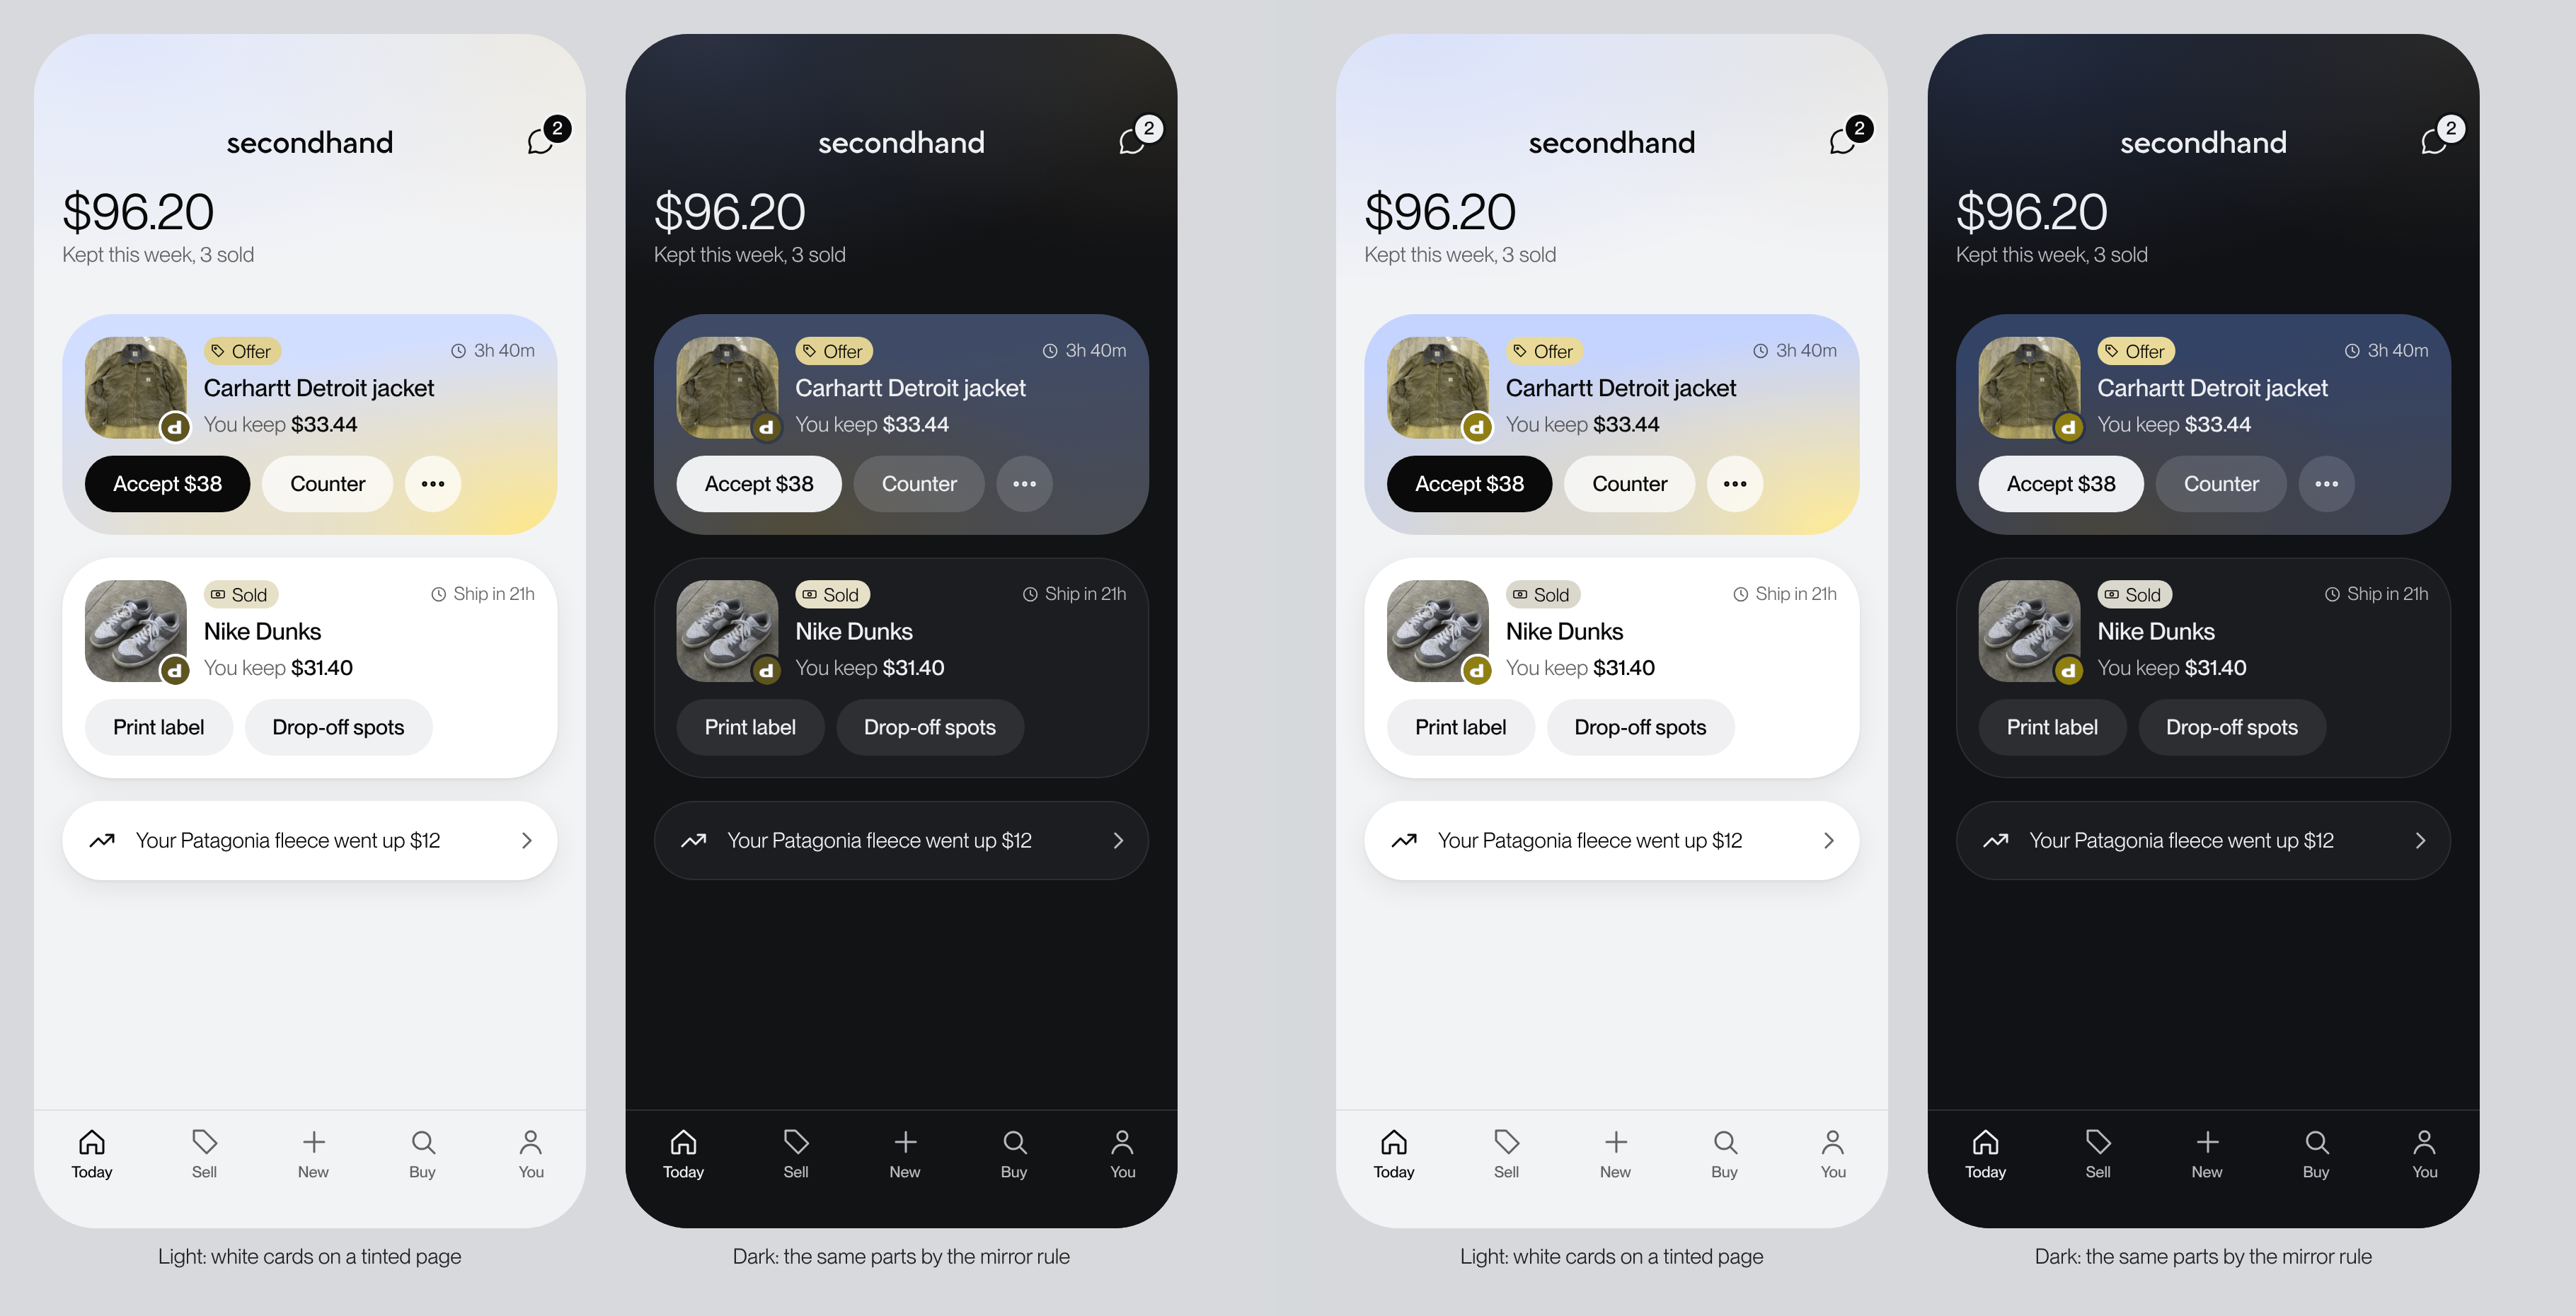 secondhand
2
$96.20
Kept this week, 3 sold
Offer
3h 40m
Carhartt Detroit jacket
d
You keep $33.44
Accept $38
Counter
Sold
Ship in 21h
Nike Dunks
d
You keep $31.40
Print label
Drop-off spots
Your Patagonia fleece went up $12
Today
Sell
New
Buy
You
Light: white cards on a tinted page
secondhand
2
$96.20
Kept this week, 3 sold
Offer
3h 40m
Carhartt Detroit jacket
d
You keep $33.44
Accept $38
Counter
Sold
Ship in 21h
Nike Dunks
d
You keep $31.40
Print label
Drop-off spots
Your Patagonia fleece went up $12
Today
Sell
New
Buy
You
Dark: the same parts by the mirror rule
secondhand
2
$96.20
Kept this week, 3 sold
Offer
3h 40m
Carhartt Detroit jacket
d
You keep $33.44
Accept $38
Counter
Sold
Ship in 21h
Nike Dunks
d
You keep $31.40
Print label
Drop-off spots
Your Patagonia fleece went up $12
Today
Sell
New
Buy
You
Light: white cards on a tinted page
secondhand
2
$96.20
Kept this week, 3 sold
Offer
3h 40m
Carhartt Detroit jacket
d
You keep $33.44
Accept $38
Counter
Sold
Ship in 21h
Nike Dunks
d
You keep $31.40
Print label
Drop-off spots
Your Patagonia fleece went up $12
Today
Sell
New
Buy
You
Dark: the same parts by the mirror rule